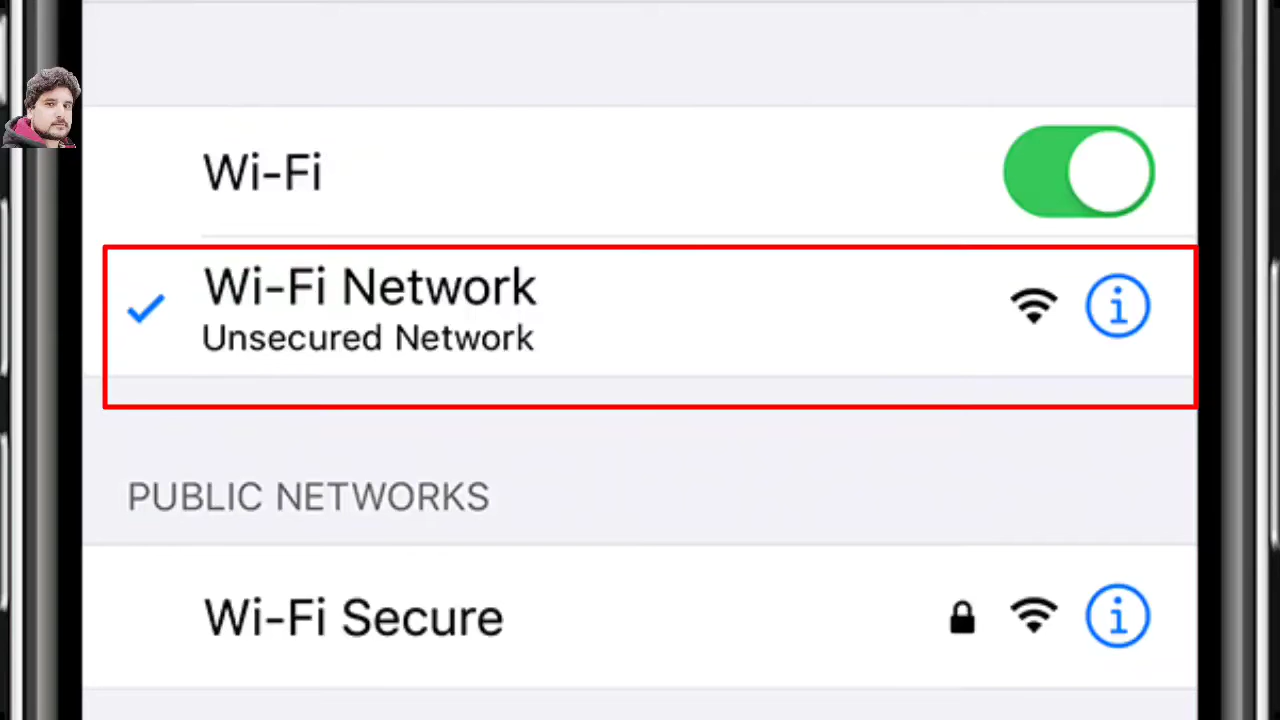 Wi-Fi
Wi-Fi Network
Unsecured Network
PUBLIC NETWORKS
Wi-Fi Secure